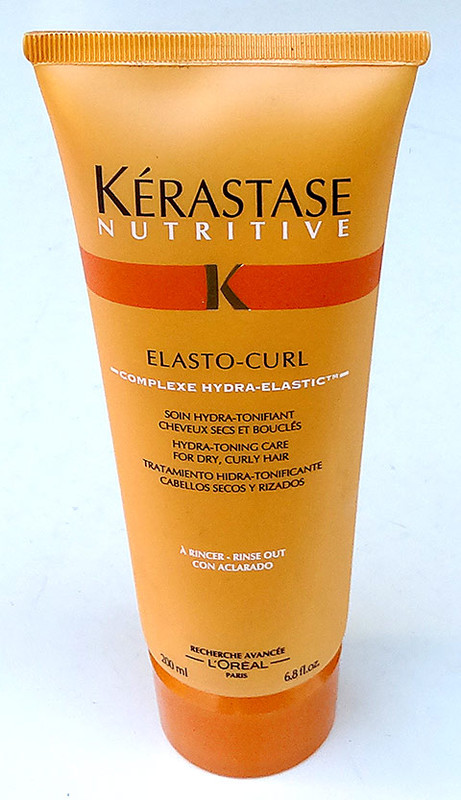 KÉRASTASE
NUTRITIVE
K
ELASTO-CURL
COMPLEXE HYDRA-ELASTIC™
SOIN HYDRA-TONIFIANT
CHEVEUX SECS ET BOUCLÉS
HYDRA-TONING CARE
FOR DRY, CURLY HAIR
TRATAMIENTO HIDRA-TONIFICANTE
CABELLOS SECOS Y RIZADOS
À RINCER - RINSE OUT
CON ACLARADO
RECHERCHE AVANCÉE
L'ORÉAL
PARIS
200 ml 6.8 fl.oz.